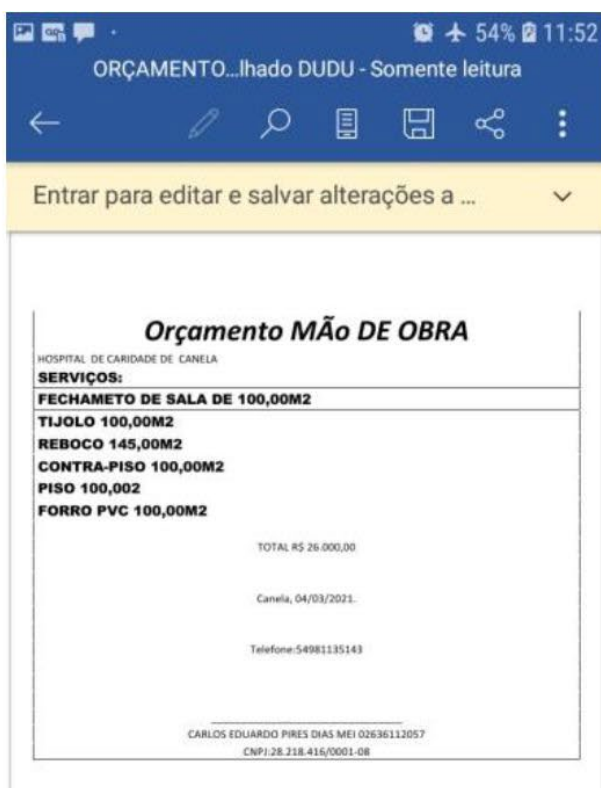 54% 11:52
ORÇAMENTO...lhado DUDU - Somente leitura
Entrar para editar e salvar alterações a ...
Orçamento MÃo DE OBRA
HOSPITAL DE CARIDADE DE CANELA
SERVIÇOS:
FECHAMETO DE SALA DE 100,00M2
TIJOLO 100,00M2
REBOCO 145,00M2
CONTRA-PISO 100,00M2
PISO 100,002
FORRO PVC 100,00M2
TOTAL R$ 26.000,00
Canela, 04/03/2021.
Telefone:54981135143
CARLOS EDUARDO PIRES DIAS MEI 02636112057
CNPJ:28.218.416/0001-08